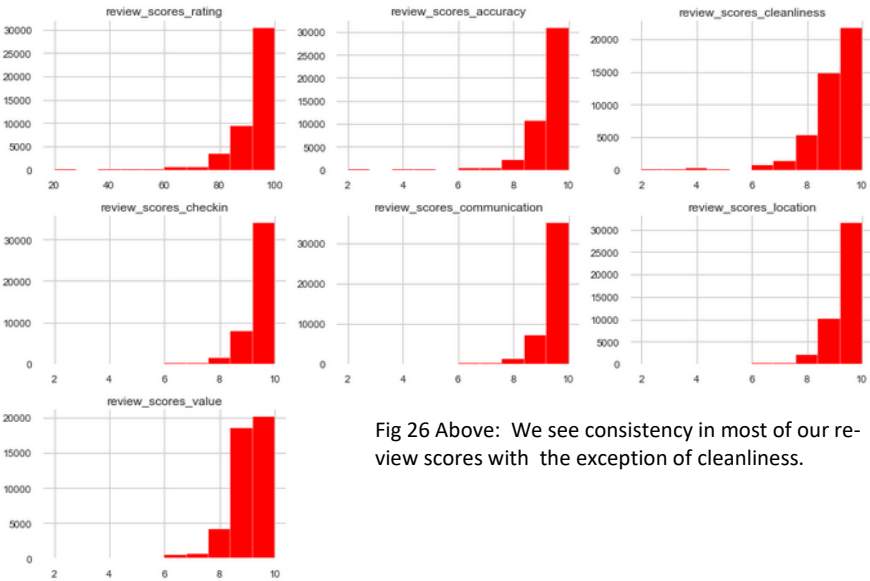 review_scores_rating
30000
25000
20000
15000
10000
5000
0
20 40 60 80 100
review_scores_accuracy
30000
25000
20000
15000
10000
5000
0
2 4 6 8 10
review_scores_cleanliness
20000
15000
10000
5000
0
2 4 6 8 10
review_scores_checkin
30000
20000
10000
0
2 4 6 8 10
review_scores_communication
30000
20000
10000
0
2 4 6 8 10
review_scores_location
30000
25000
20000
15000
10000
5000
0
2 4 6 8 10
review_scores_value
20000
15000
10000
5000
0
2 4 6 8 10
Fig 26 Above: We see consistency in most of our re-
view scores with the exception of cleanliness.